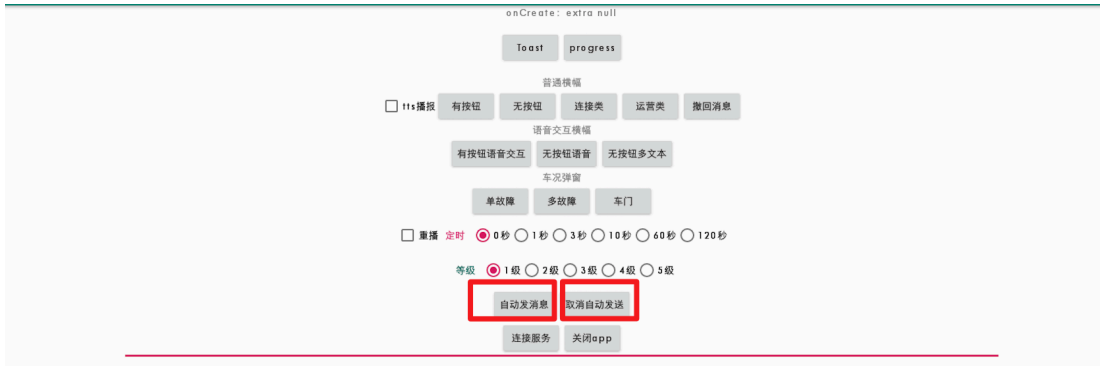 onCreate: extra null
Toast progress
普通横幅
tts播报 有按钮 无按钮 连接类 运营类 撤回消息
语音交互横幅
有按钮语音交互 无按钮语音 无按钮多文本
车况弹窗
单故障 多故障 车门
重播 定时 0秒 1秒 3秒 10秒 60秒 120秒
等级 1级 2级 3级 4级 5级
自动发消息 取消自动发送
连接服务 关闭app